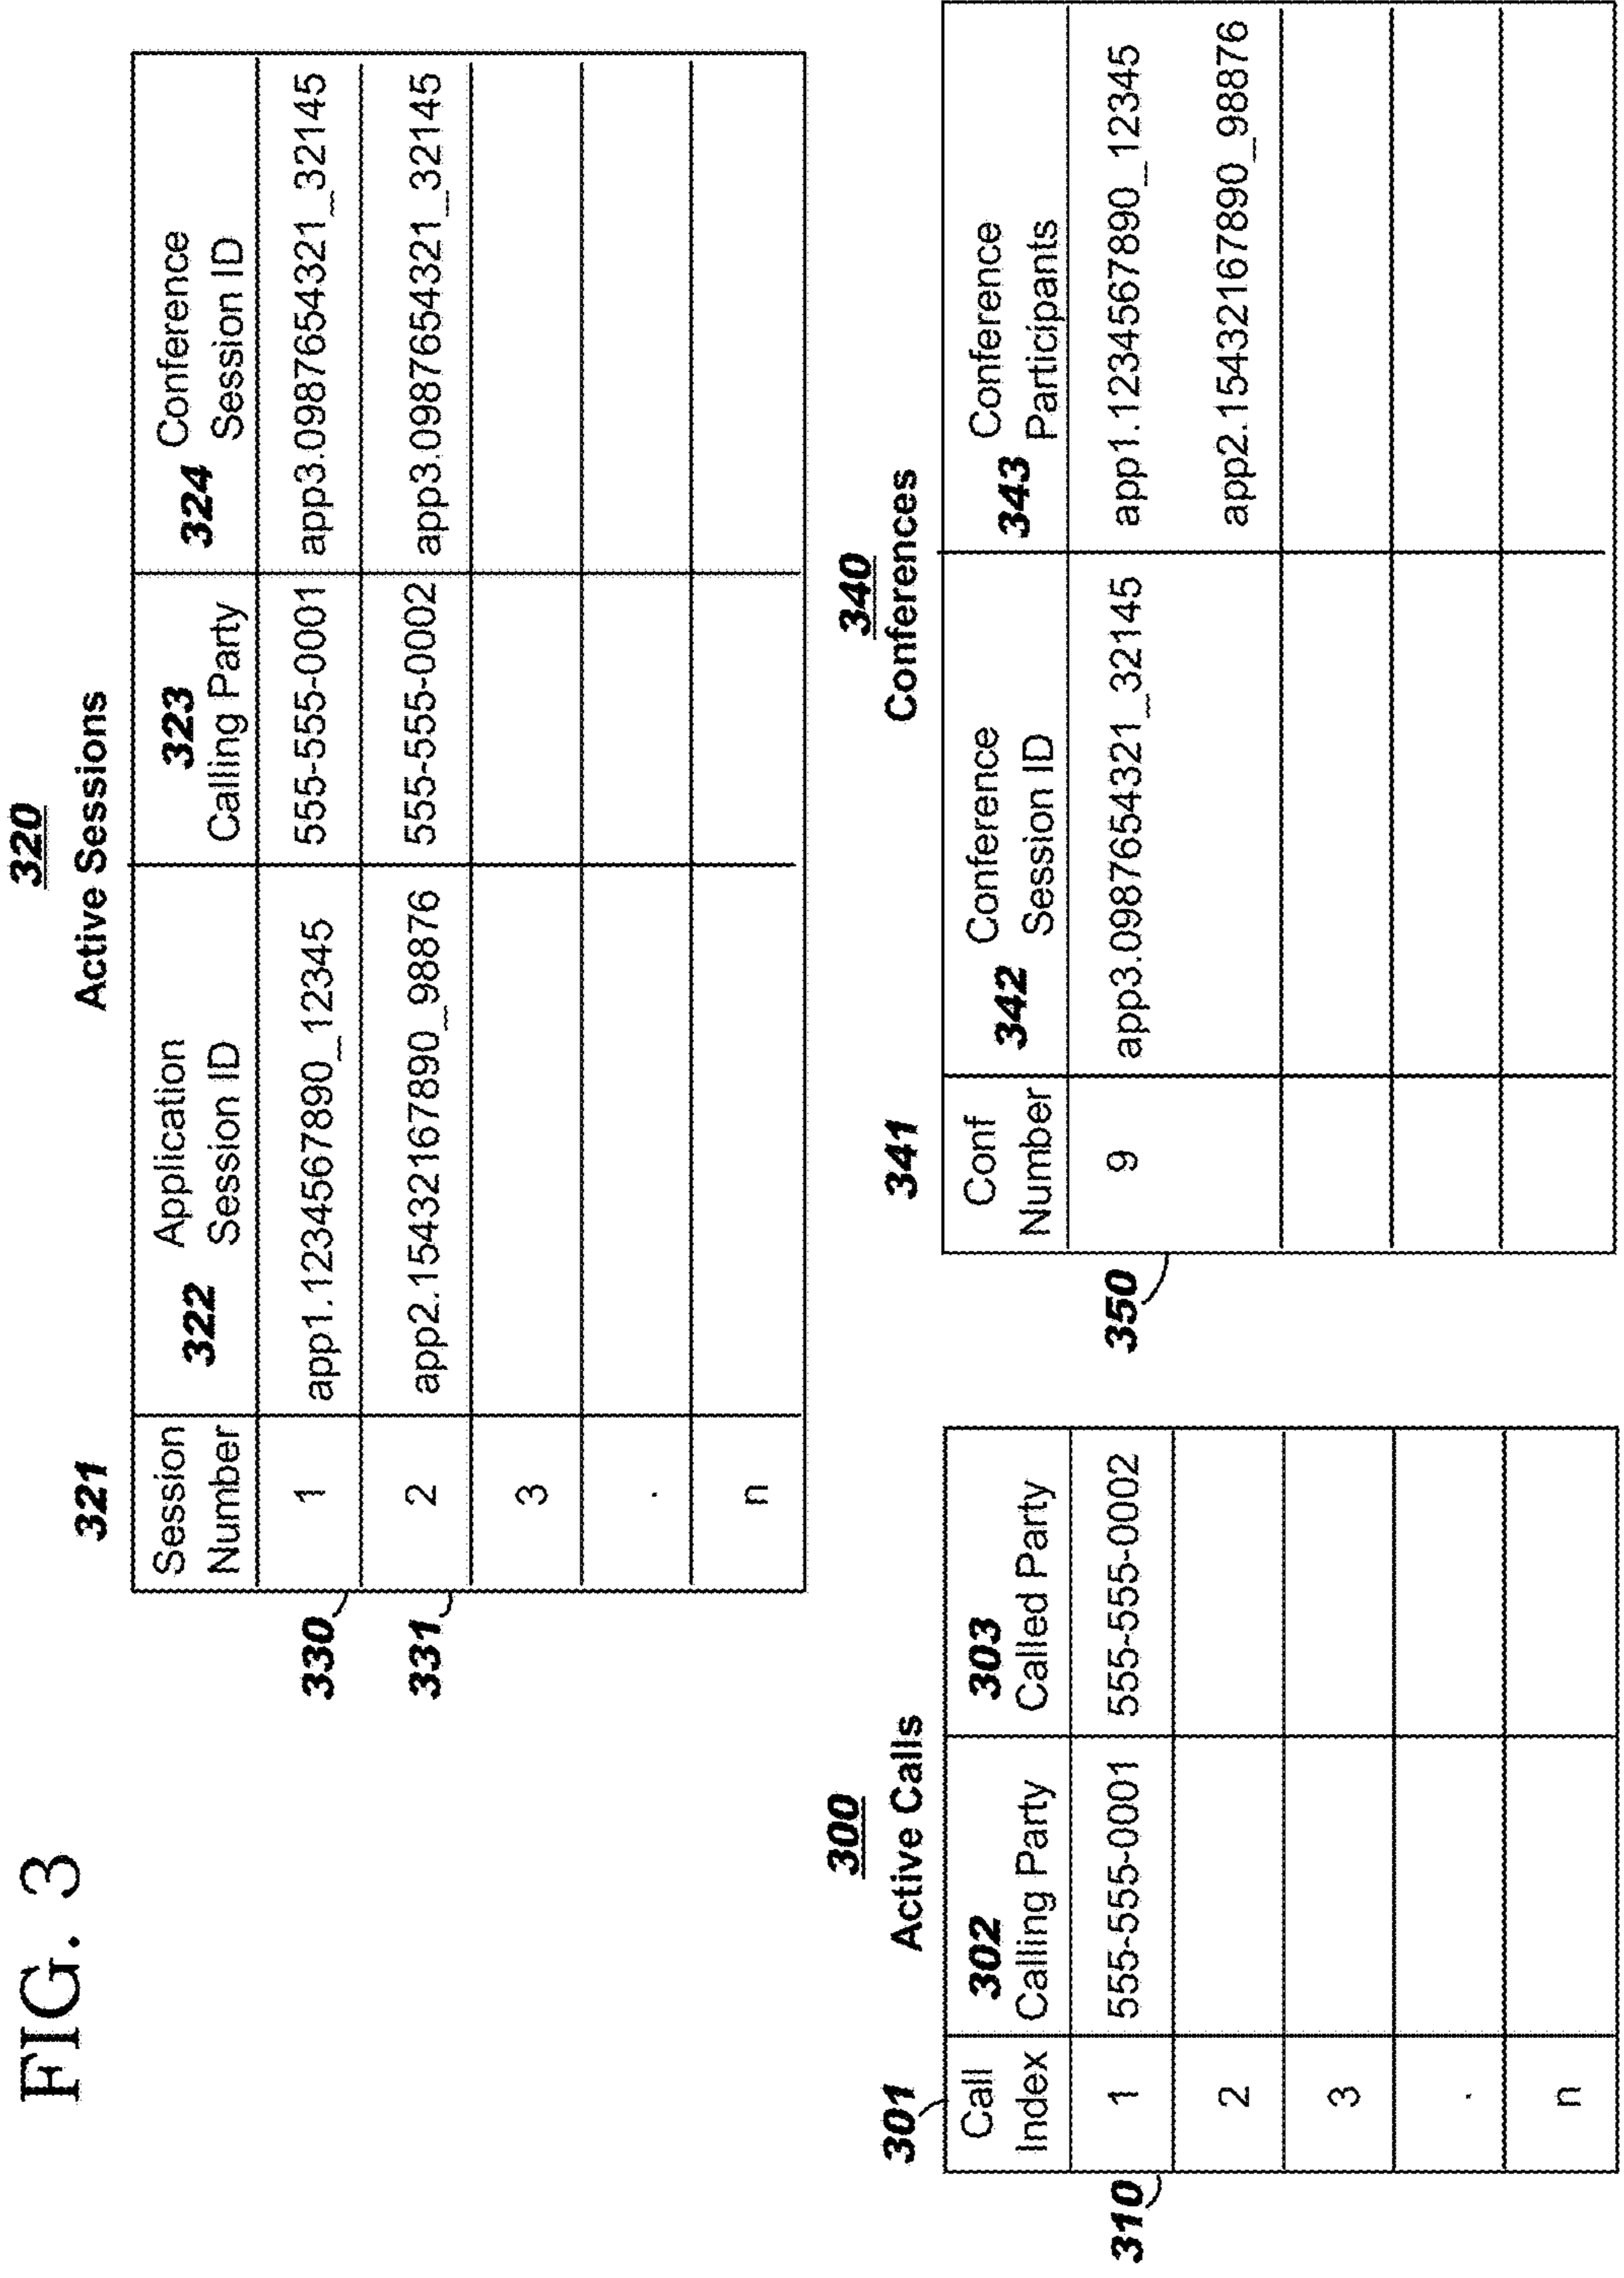 FIG. 3
320
Active Sessions
321
Session Number
322 Application Session ID
323 Calling Party
324 Conference Session ID
330 1 app1.1234567890_12345 555-555-0001 app3.0987654321_32145
331 2 app2.15432167890_98876 555-555-0002 app3.0987654321_32145
3
.
n
300
Active Calls
301
Call Index
302 Calling Party
303 Called Party
310 1 555-555-0001 555-555-0002
2
3
.
n
340
Conferences
341
Conf Number
342 Conference Session ID
343 Conference Participants
350 9 app3.0987654321_32145 app1.1234567890_12345
app2.15432167890_98876